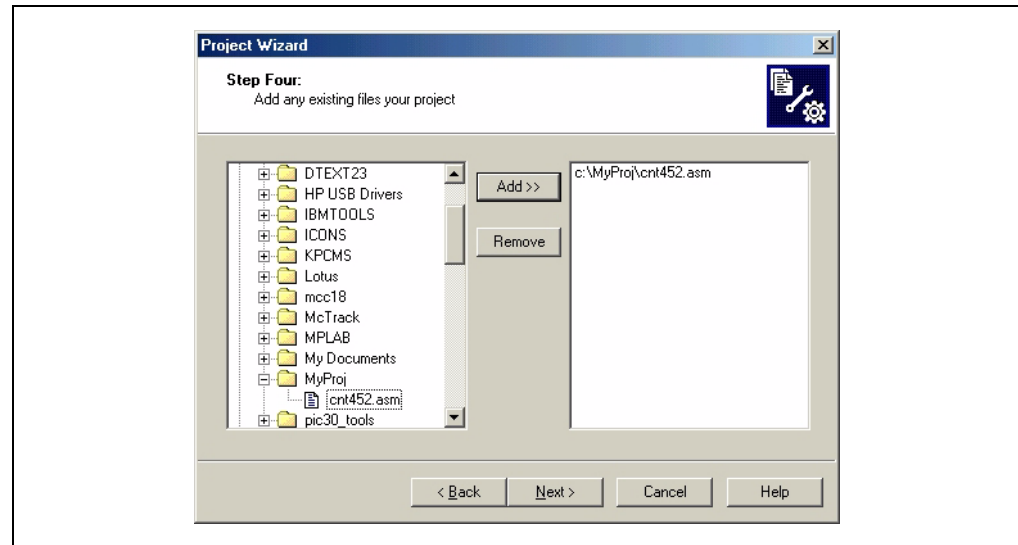 Project Wizard
Step Four:
Add any existing files your project
DTEXT23
HP USB Drivers
IBMTOOLS
ICONS
KPCMS
Lotus
mcc18
McTrack
MPLAB
My Documents
MyProj
cnt452.asm
pic30_tools
Add >>
Remove
c:\MyProj\cnt452.asm
< Back
Next >
Cancel
Help